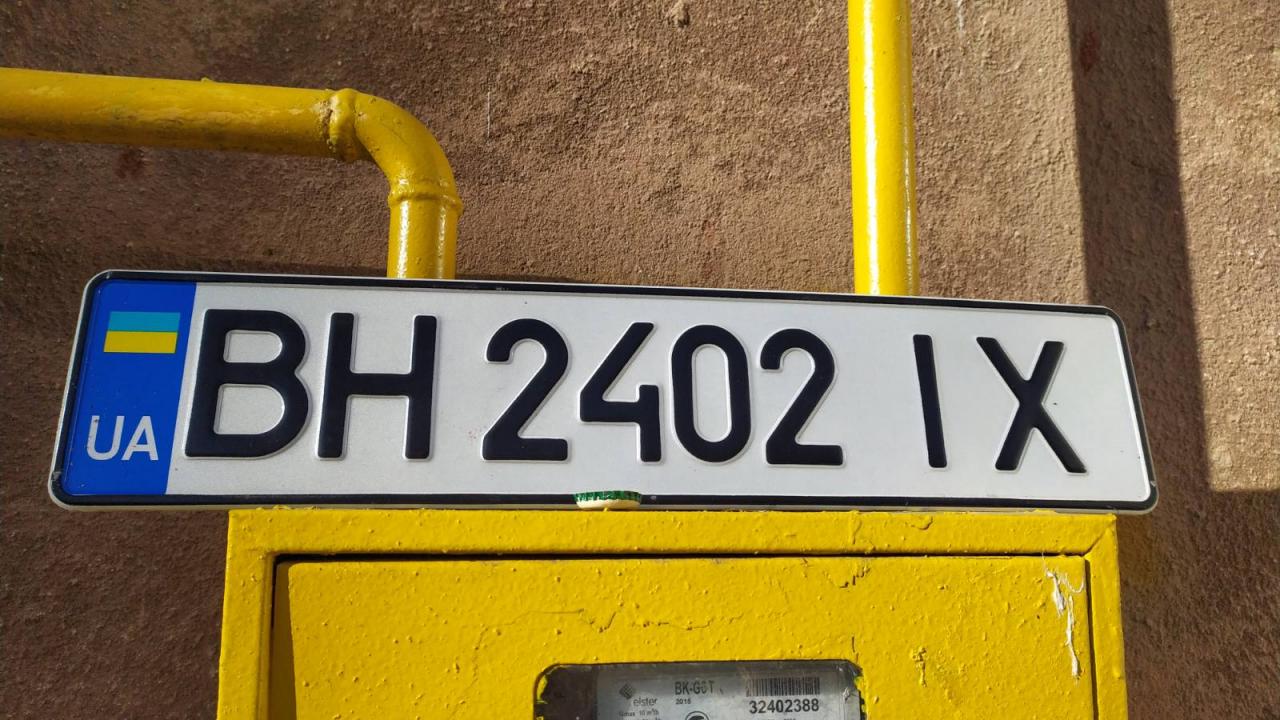 UA
BH 2402 IX
elster
BK-G6T
2015
32402388